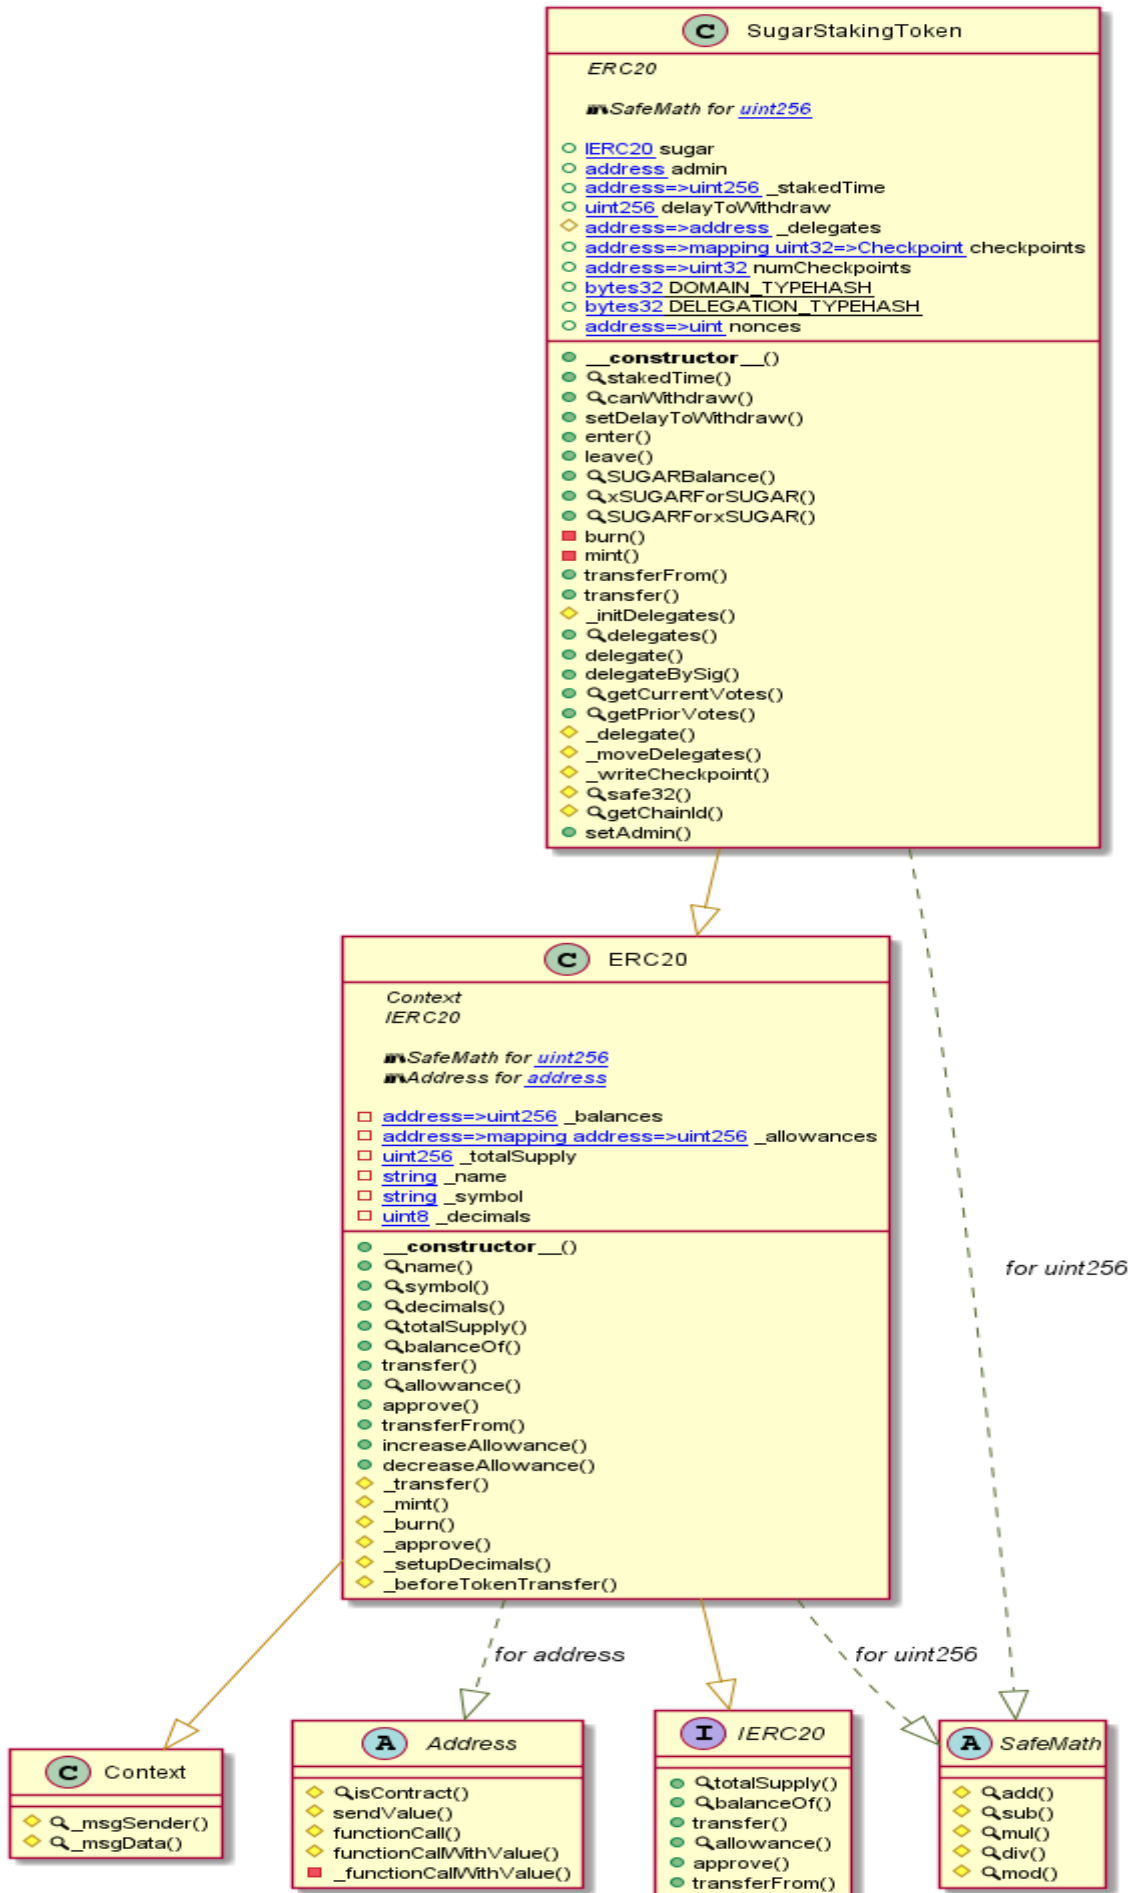 C SugarStakingToken
ERC20
SafeMath for uint256
IERC20 sugar
address admin
address=>uint256 _stakedTime
uint256 delayToWithdraw
address=>address _delegates
address=>mapping uint32=>Checkpoint checkpoints
address=>uint32 numCheckpoints
bytes32 DOMAIN_TYPEHASH
bytes32 DELEGATION_TYPEHASH
address=>uint nonces
__constructor__()
stakedTime()
canWithdraw()
setDelayToWithdraw()
enter()
leave()
SUGARBalance()
xSUGARForSUGAR()
SUGARForxSUGAR()
burn()
mint()
transferFrom()
transfer()
_initDelegates()
delegates()
delegate()
delegateBySig()
getCurrentVotes()
getPriorVotes()
_delegate()
_moveDelegates()
_writeCheckpoint()
safe32()
getChainId()
setAdmin()
C ERC20
Context
IERC20
SafeMath for uint256
Address for address
address=>uint256 _balances
address=>mapping address=>uint256 _allowances
uint256 _totalSupply
string _name
string _symbol
uint8 _decimals
__constructor__()
name()
symbol()
decimals()
totalSupply()
balanceOf()
transfer()
allowance()
approve()
transferFrom()
increaseAllowance()
decreaseAllowance()
_transfer()
_mint()
_burn()
_approve()
_setupDecimals()
_beforeTokenTransfer()
for uint256
for address
for uint256
C Context
_msgSender()
_msgData()
A Address
isContract()
sendValue()
functionCall()
functionCallWithValue()
_functionCallWithValue()
I IERC20
totalSupply()
balanceOf()
transfer()
allowance()
approve()
transferFrom()
A SafeMath
add()
sub()
mul()
div()
mod()